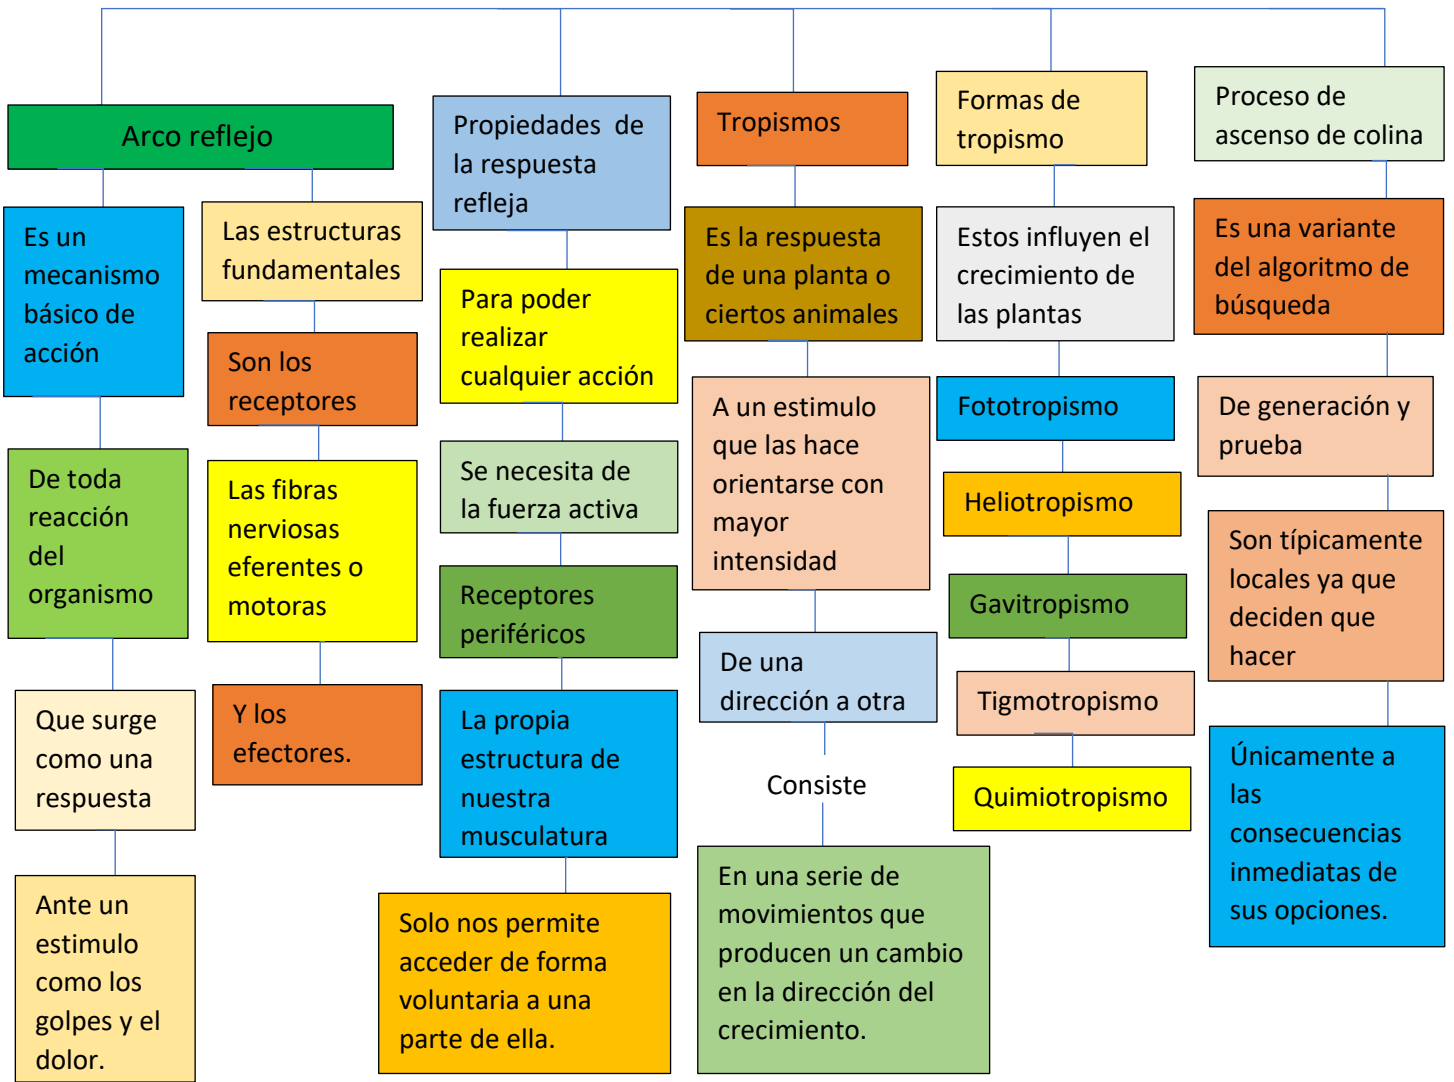 Arco reflejo
Es un
mecanismo
básico de
acción
De toda
reacción
del
organismo
Que surge
como una
respuesta
Ante un
estimulo
como los
golpes y el
dolor.
Las estructuras
fundamentales
Son los
receptores
Las fibras
nerviosas
eferentes o
motoras
Y los
efectores.
Propiedades de
la respuesta
refleja
Para poder
realizar
cualquier acción
Se necesita de
la fuerza activa
Receptores
periféricos
La propia
estructura de
nuestra
musculatura
Solo nos permite
acceder de forma
voluntaria a una
parte de ella.
Tropismos
Es la respuesta
de una planta o
ciertos animales
A un estimulo
que las hace
orientarse con
mayor
intensidad
De una
dirección a otra
Consiste
En una serie de
movimientos que
producen un cambio
en la dirección del
crecimiento.
Formas de
tropismo
Estos influyen el
crecimiento de
las plantas
Fototropismo
Heliotropismo
Gavitropismo
Tigmotropismo
Quimiotropismo
Proceso de
ascenso de colina
Es una variante
del algoritmo de
búsqueda
De generación y
prueba
Son típicamente
locales ya que
deciden que
hacer
Únicamente a
las
consecuencias
inmediatas de
sus opciones.